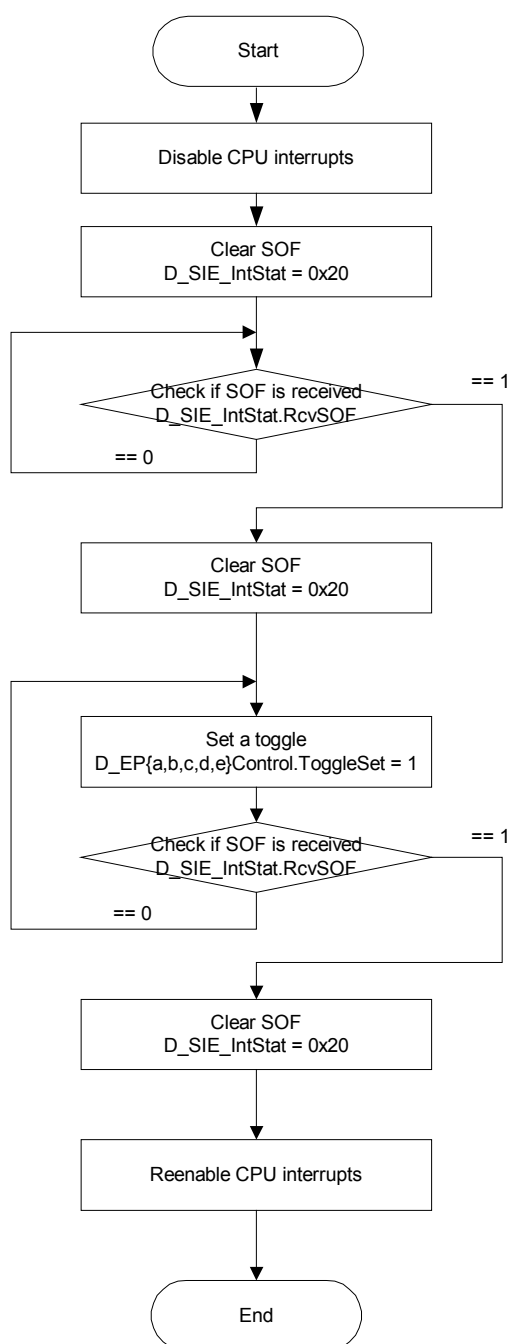 Start
Disable CPU interrupts
Clear SOF
D_SIE_IntStat = 0x20
Check if SOF is received
D_SIE_IntStat.RcvSOF
== 1
== 0
Clear SOF
D_SIE_IntStat = 0x20
Set a toggle
D_EP{a,b,c,d,e}Control.ToggleSet = 1
Check if SOF is received
D_SIE_IntStat.RcvSOF
== 1
== 0
Clear SOF
D_SIE_IntStat = 0x20
Reenable CPU interrupts
End